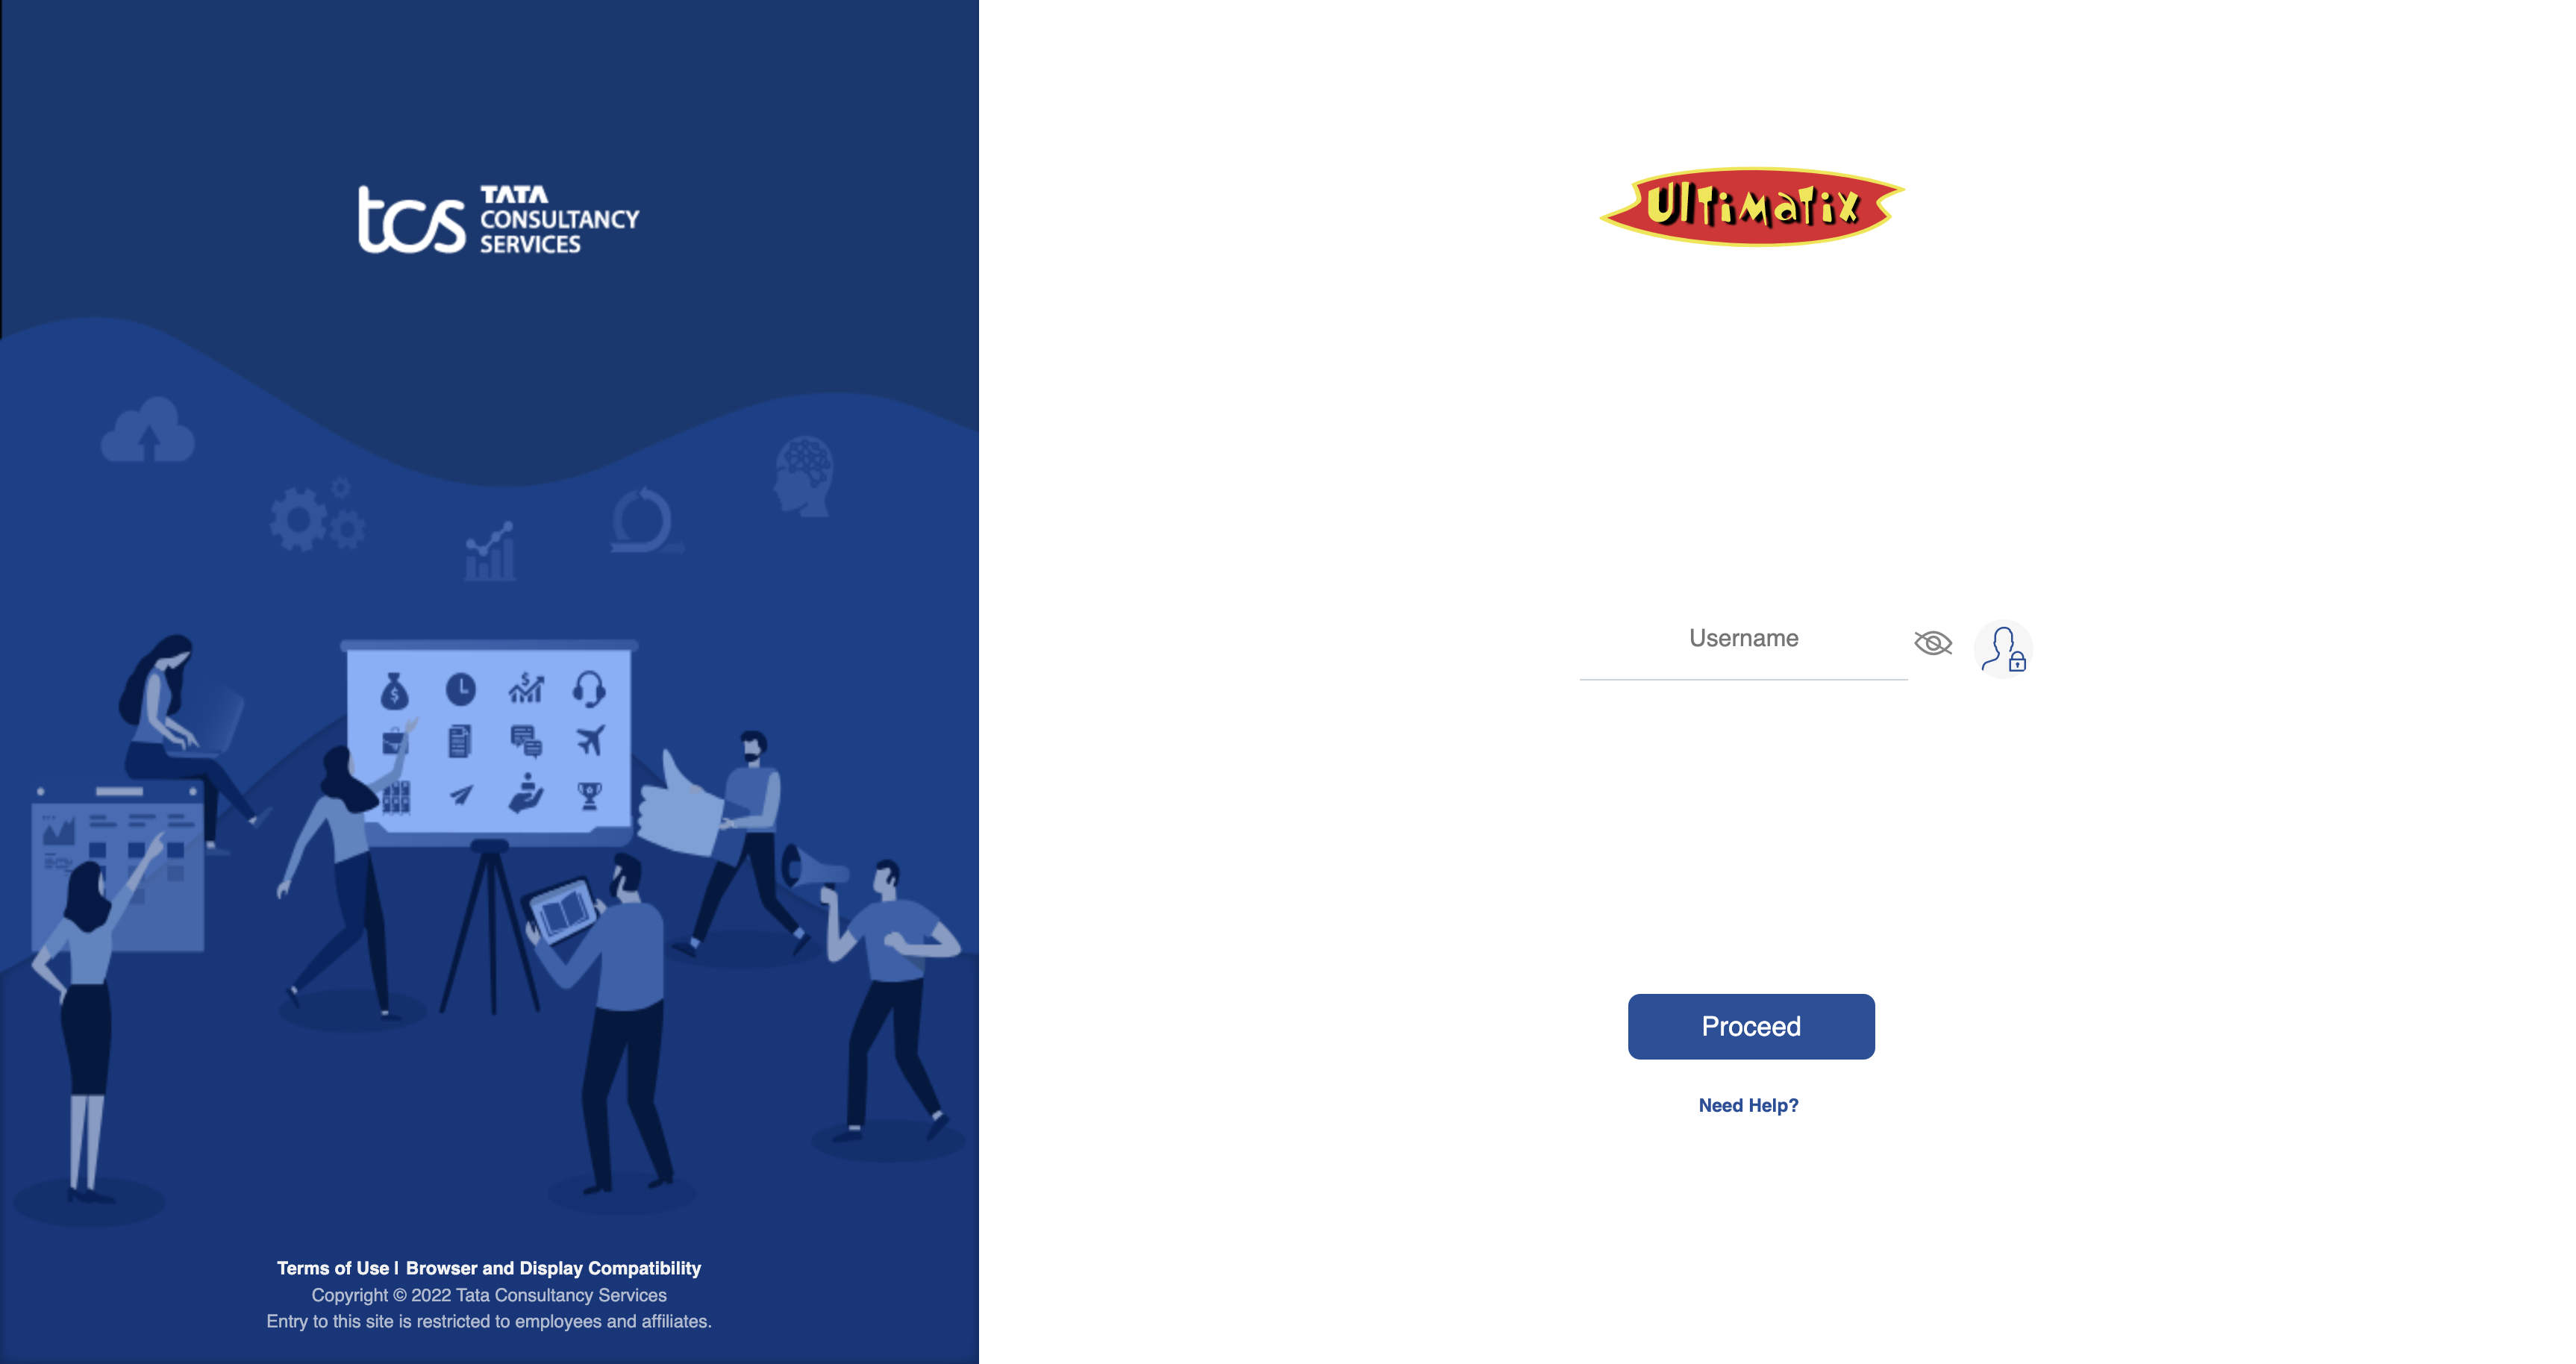 tcs TATA
CONSULTANCY
SERVICES
Terms of Use | Browser and Display Compatibility
Copyright © 2022 Tata Consultancy Services
Entry to this site is restricted to employees and affiliates.
UlTiMaTiX
Username
Proceed
Need Help?